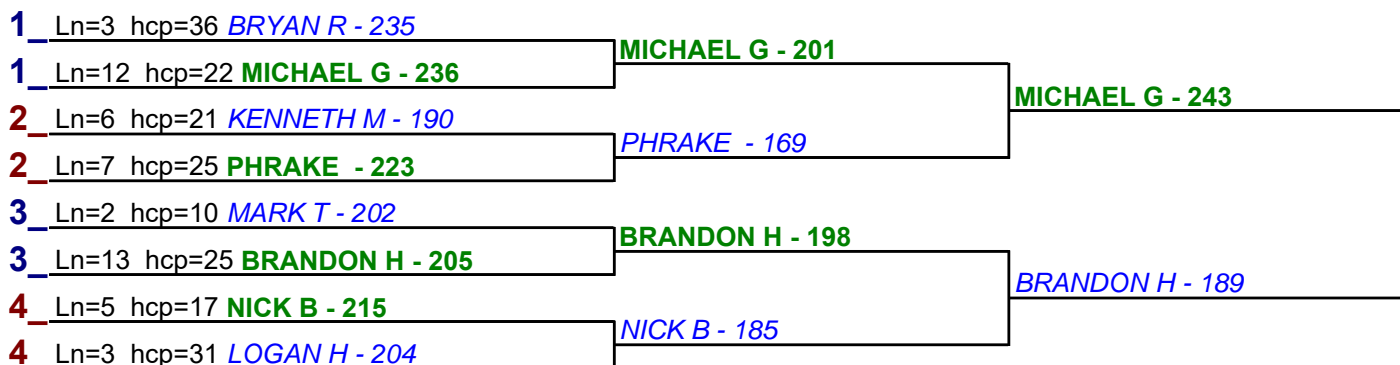 1_ Ln=3 hcp=36 BRYAN R - 235
MICHAEL G - 201
1_ Ln=12 hcp=22 MICHAEL G - 236
MICHAEL G - 243
2_ Ln=6 hcp=21 KENNETH M - 190
PHRAKE - 169
2_ Ln=7 hcp=25 PHRAKE - 223
3_ Ln=2 hcp=10 MARK T - 202
BRANDON H - 198
3_ Ln=13 hcp=25 BRANDON H - 205
BRANDON H - 189
4_ Ln=5 hcp=17 NICK B - 215
NICK B - 185
4 Ln=3 hcp=31 LOGAN H - 204